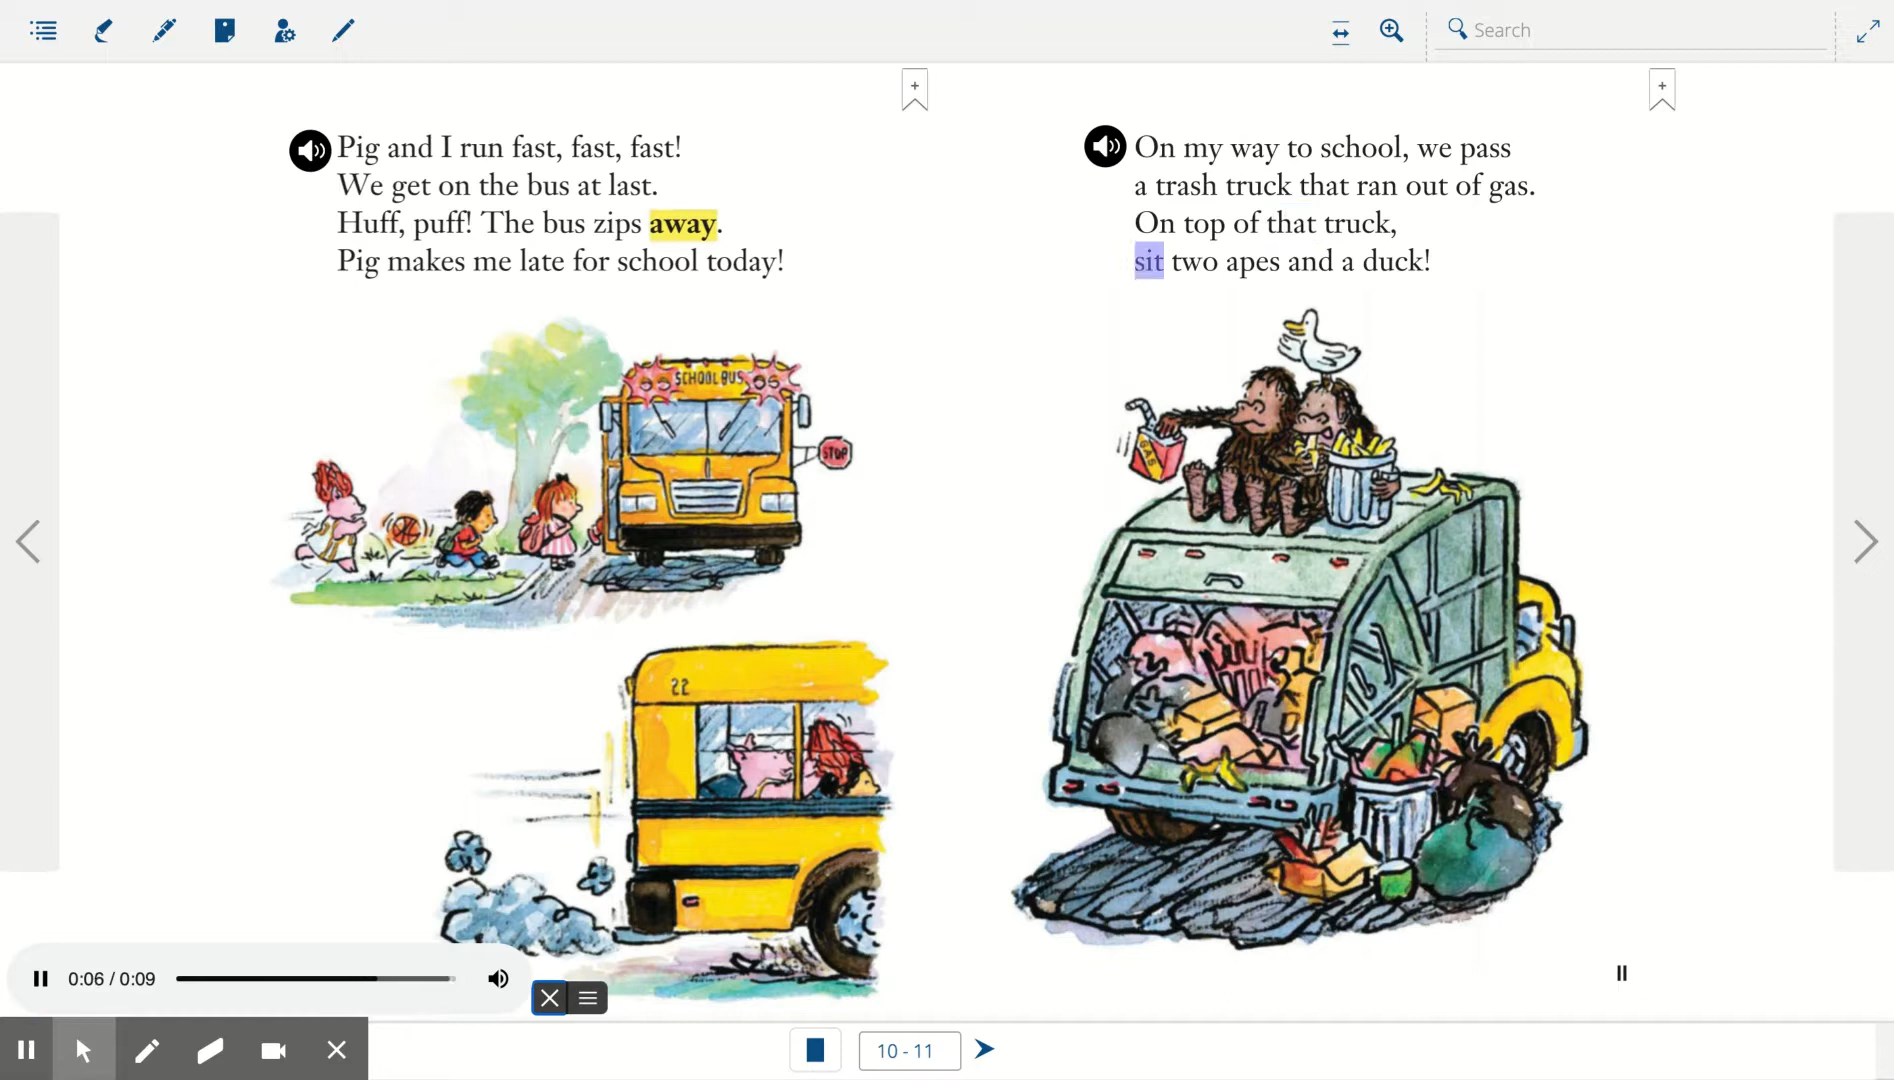 Search
Pig and I run fast, fast, fast!
We get on the bus at last.
Huff, puff! The bus zips away.
Pig makes me late for school today!
On my way to school, we pass
a trash truck that ran out of gas.
On top of that truck,
sit two apes and a duck!
SCHOOL BUS
STOP
GAS
22
0:06 / 0:09
11
10 - 11